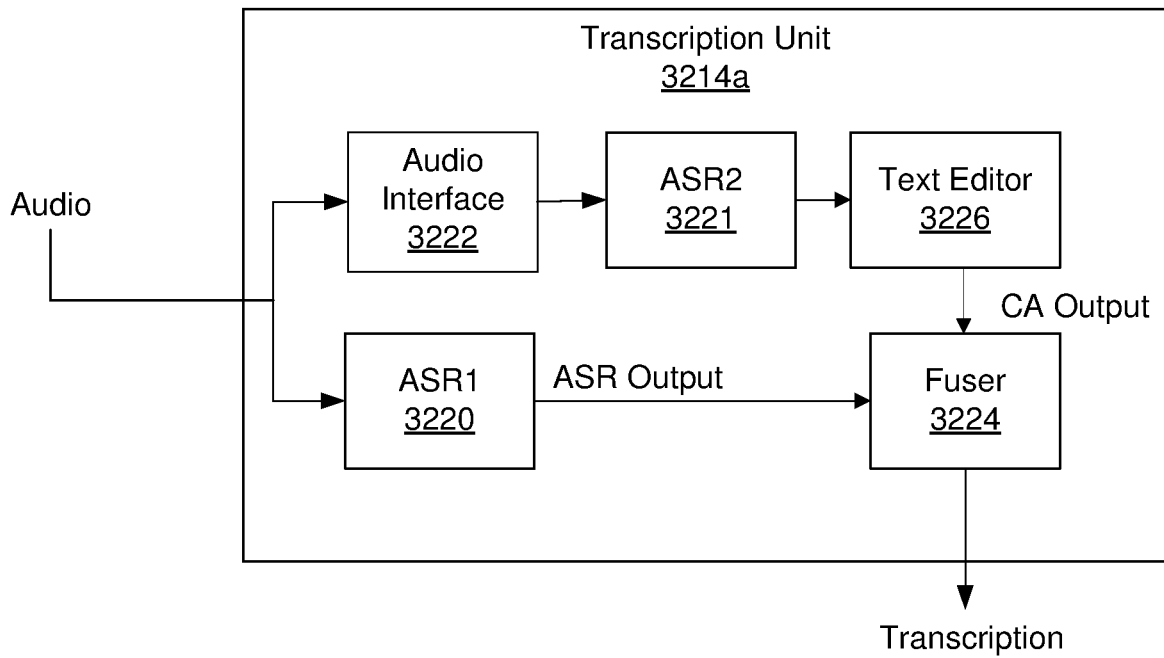 Transcription Unit
3214a
Audio
Audio
Interface
3222
ASR2
3221
Text Editor
3226
CA Output
ASR1
3220
ASR Output
Fuser
3224
Transcription